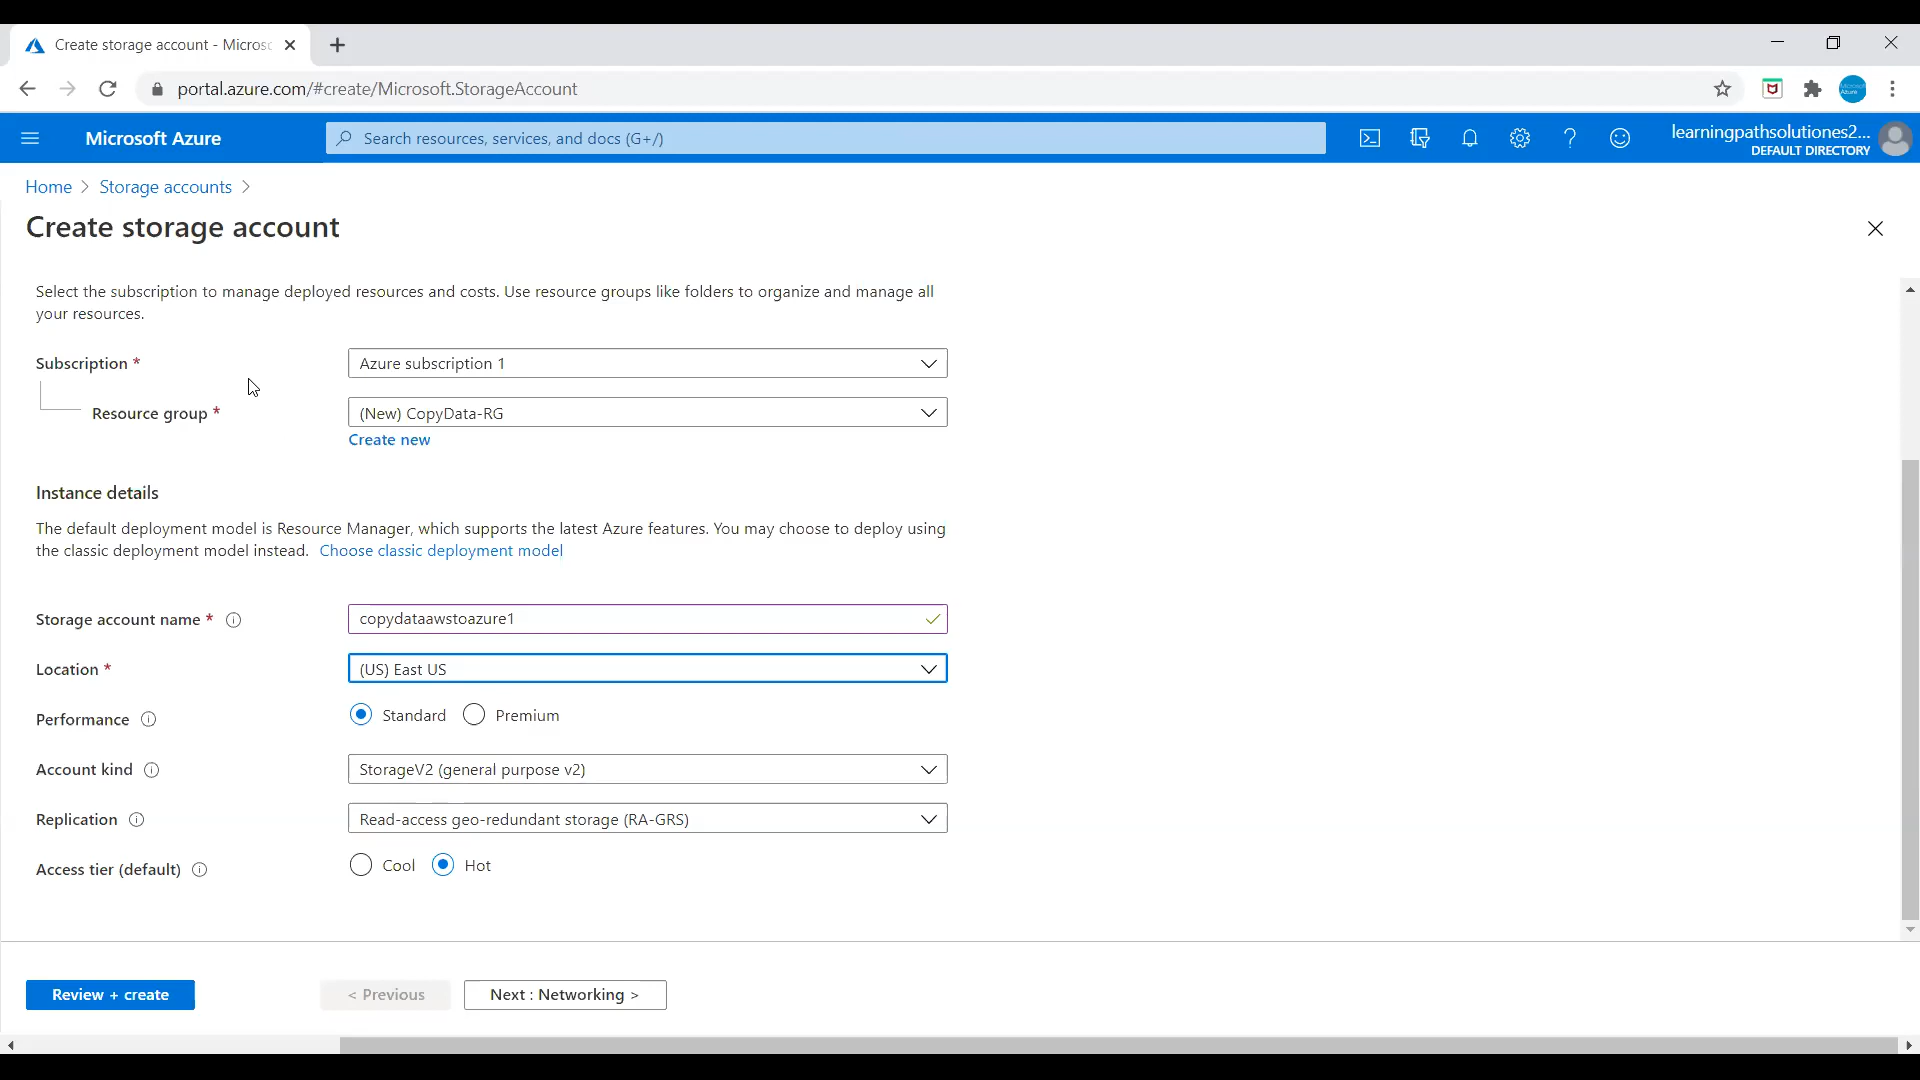 Create storage account - Micros
portal.azure.com/#create/Microsoft.StorageAccount
Microsoft Azure
Search resources, services, and docs (G+/)
learningpathsolutiones2...
DEFAULT DIRECTORY
Home > Storage accounts >
Create storage account
Select the subscription to manage deployed resources and costs. Use resource groups like folders to organize and manage all
your resources.
Subscription *
Azure subscription 1
Resource group *
(New) CopyData-RG
Create new
Instance details
The default deployment model is Resource Manager, which supports the latest Azure features. You may choose to deploy using
the classic deployment model instead. Choose classic deployment model
Storage account name *
copydataawstoazure1
Location *
(US) East US
Performance
Standard Premium
Account kind
StorageV2 (general purpose v2)
Replication
Read-access geo-redundant storage (RA-GRS)
Access tier (default)
Cool Hot
Review + create
< Previous
Next : Networking >